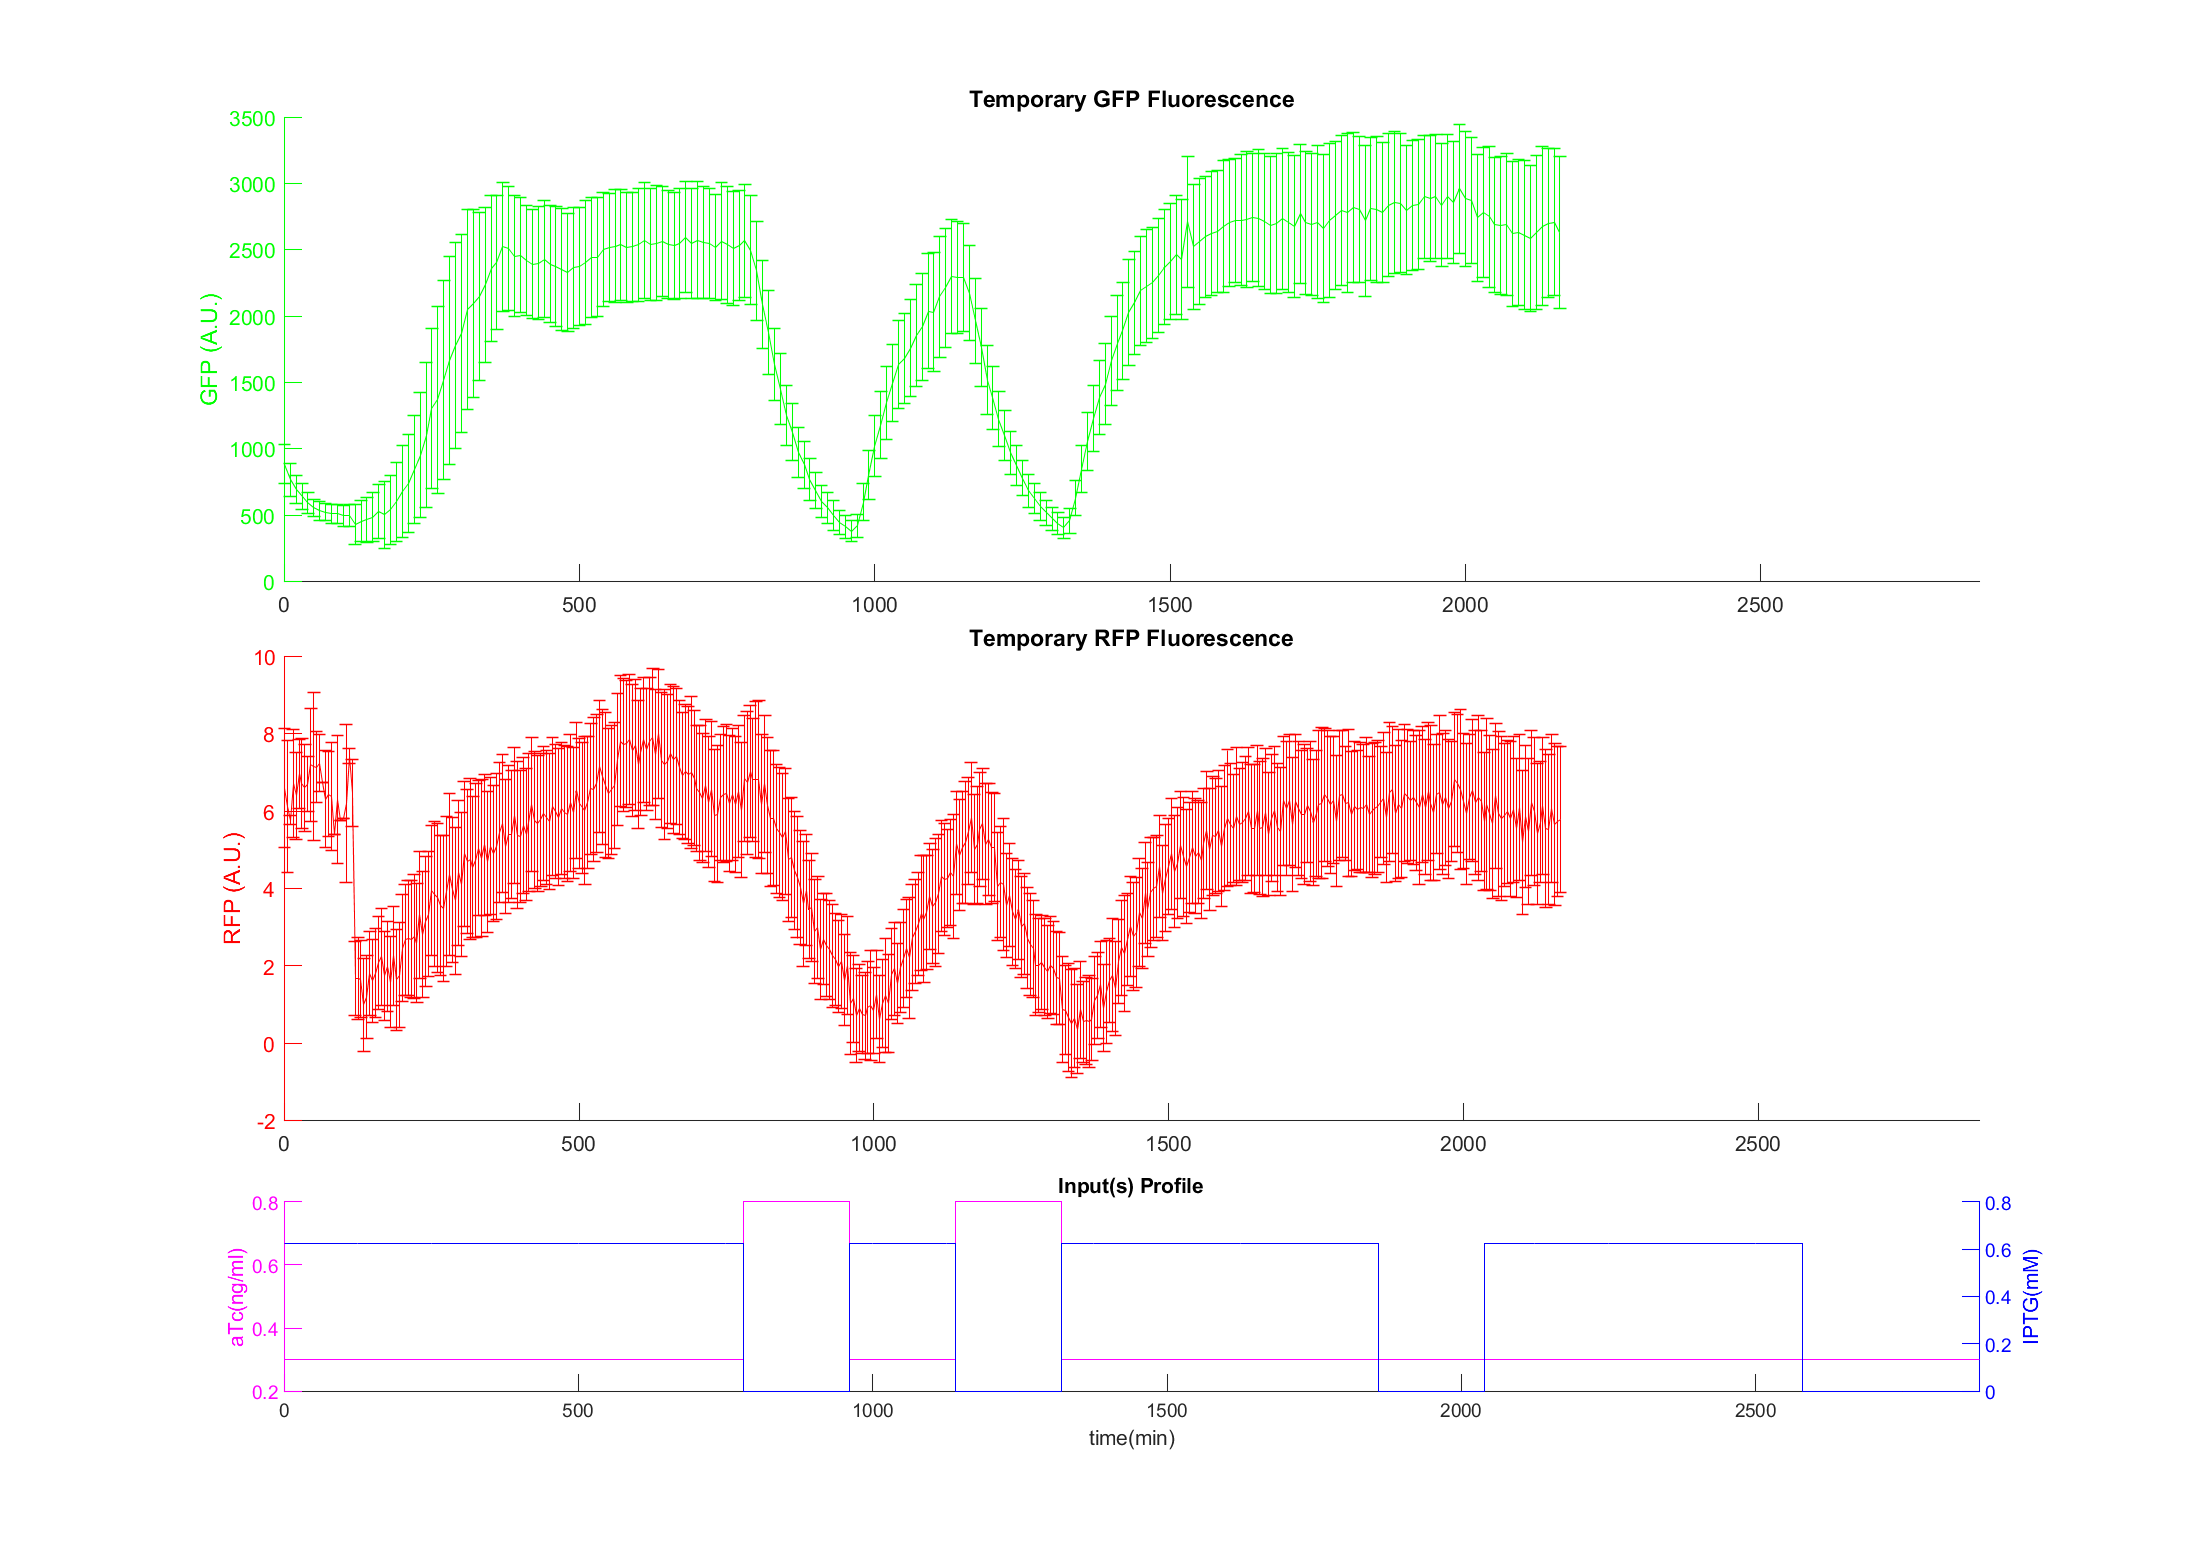 Temporary GFP Fluorescence
3500
3000
2500
2000
1500
1000
500
0
GFP (A.U.)
0 500 1000 1500 2000 2500
Temporary RFP Fluorescence
10
8
6
4
2
0
-2
RFP (A.U.)
0 500 1000 1500 2000 2500
Input(s) Profile
0.8
0.6
0.4
0.2
aTc(ng/ml)
0.8
0.6
0.4
0.2
0
IPTG(mM)
0 500 1000 1500 2000 2500
time(min)